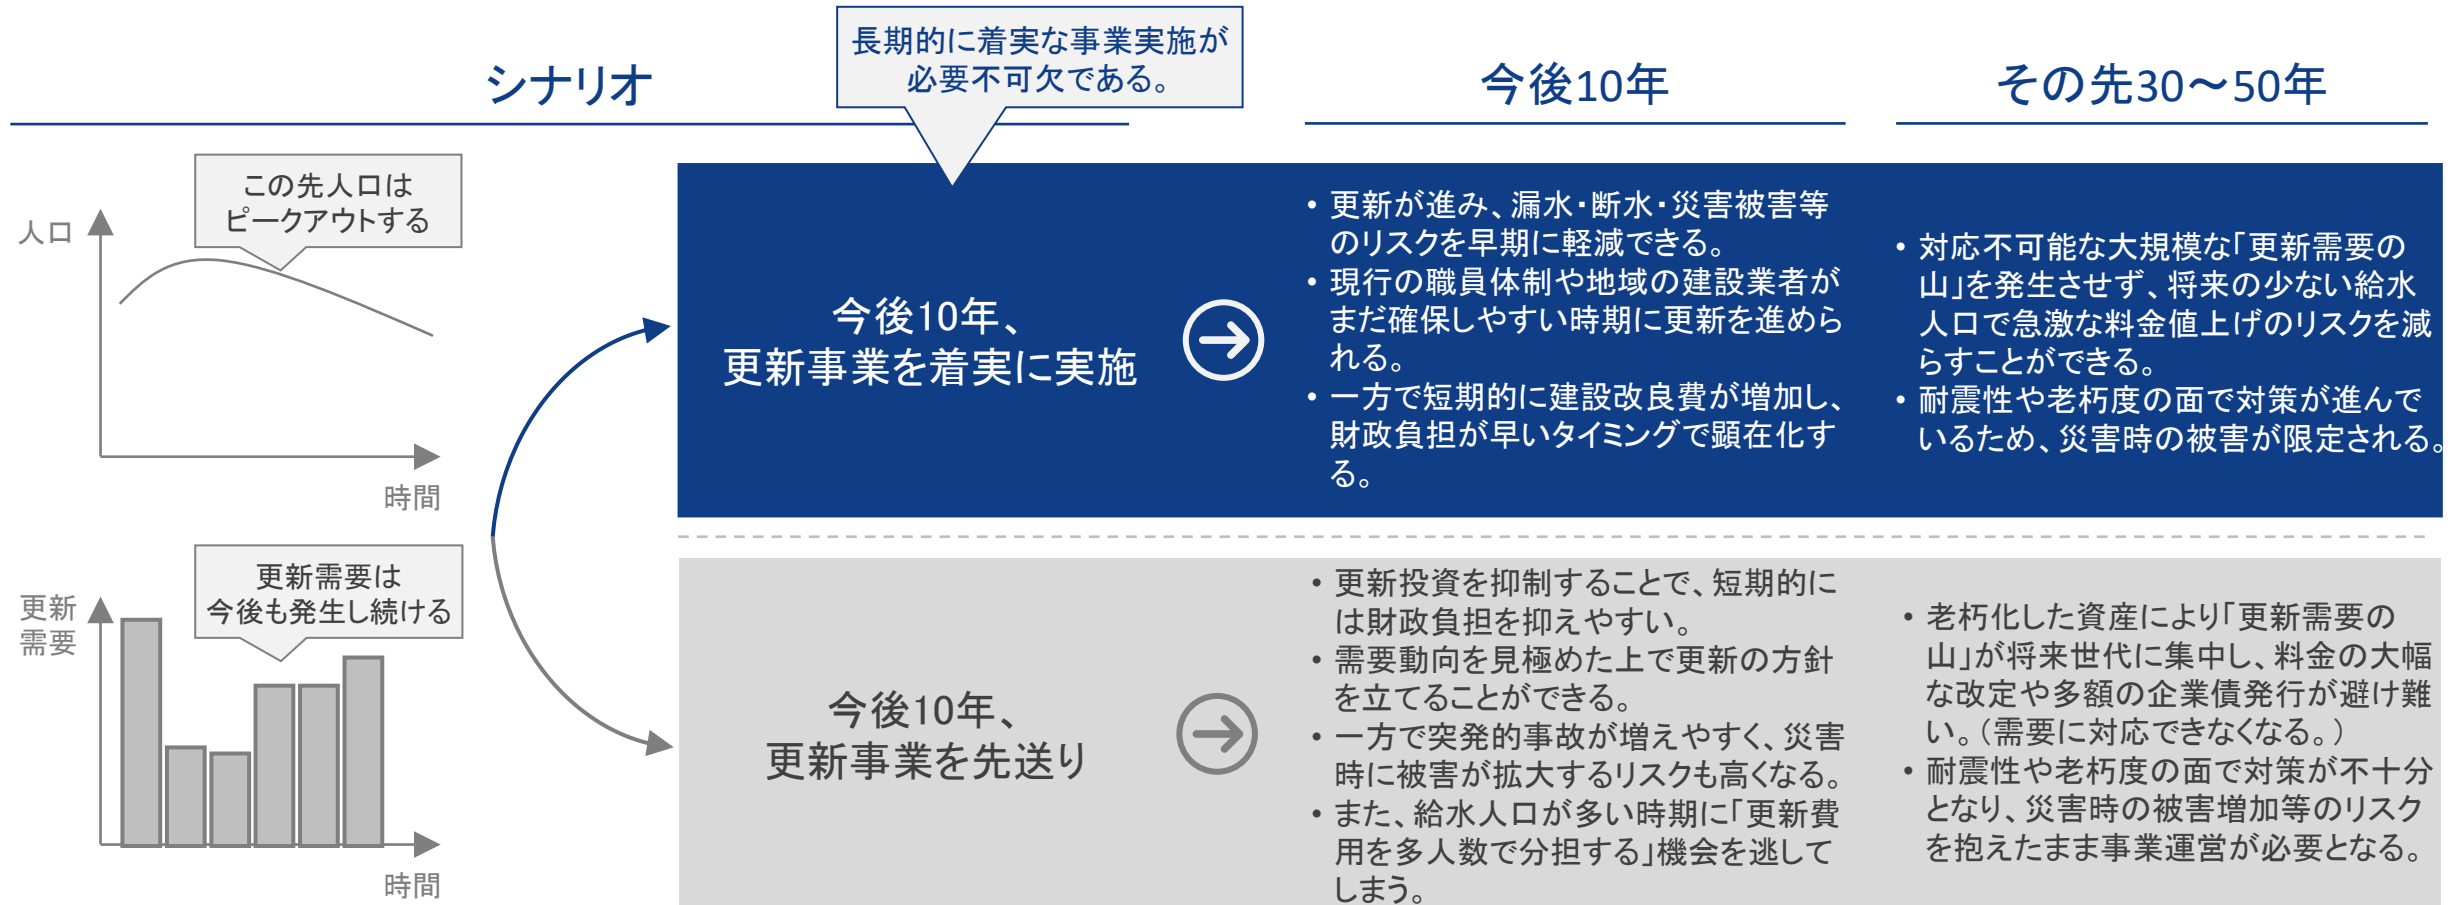 シナリオ
長期的に着実な事業実施が
必要不可欠である。
今後10年
その先30～50年
この先人口は
ピークアウトする
人口
時間
更新需要は
今後も発生し続ける
更新
需要
時間
今後10年、
更新事業を着実に実施
• 更新が進み、漏水・断水・災害被害等
のリスクを早期に軽減できる。
• 現行の職員体制や地域の建設業者が
まだ確保しやすい時期に更新を進めら
れる。
• 一方で短期的に建設改良費が増加し、
財政負担が早いタイミングで顕在化す
る。
• 対応不可能な大規模な「更新需要の
山」を発生させず、将来の少ない給水
人口で急激な料金値上げのリスクを減
らすことができる。
• 耐震性や老朽度の面で対策が進んで
いるため、災害時の被害が限定される。
今後10年、
更新事業を先送り
• 更新投資を抑制することで、短期的に
は財政負担を抑えやすい。
• 需要動向を見極めた上で更新の方針
を立てることができる。
• 一方で突発的事故が増えやすく、災害
時に被害が拡大するリスクも高くなる。
• また、給水人口が多い時期に「更新費
用を多人数で分担する」機会を逃して
しまう。
• 老朽化した資産により「更新需要の
山」が将来世代に集中し、料金の大幅
な改定や多額の企業債発行が避け難
い。（需要に対応できなくなる。）
• 耐震性や老朽度の面で対策が不十分
となり、災害時の被害増加等のリスク
を抱えたまま事業運営が必要となる。